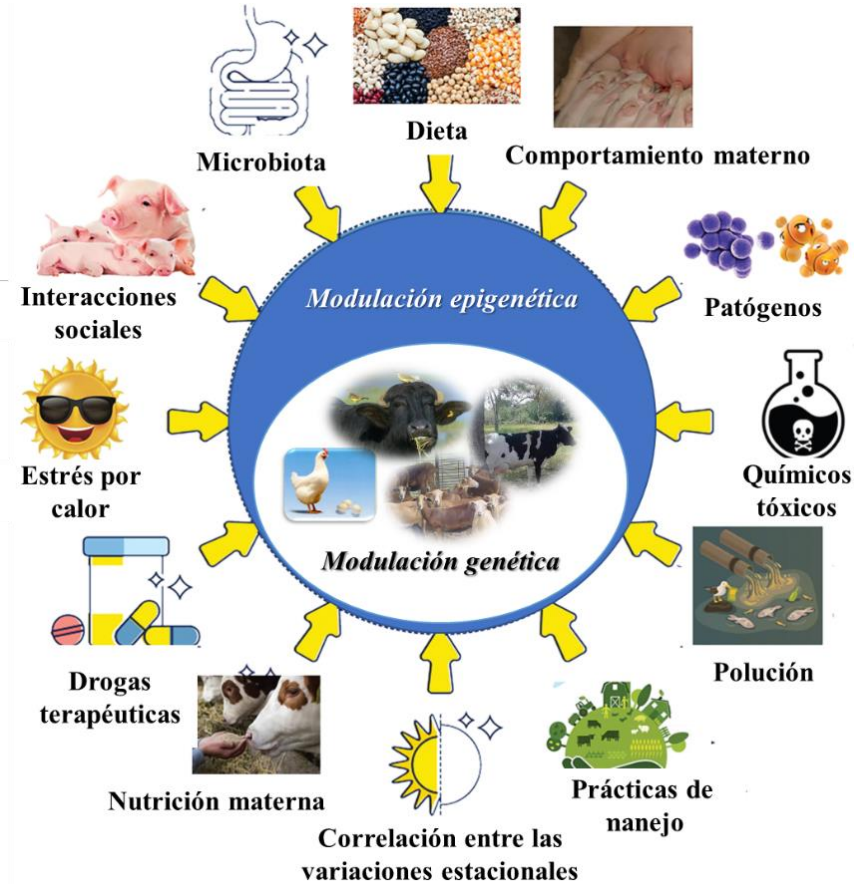 Microbiota
Dieta
Comportamiento materno
Interacciones
sociales
Modulación epigenética
Patógenos
Estrés por
calor
Químicos
tóxicos
Modulación genética
Drogas
terapéuticas
Polución
Nutrición materna
Prácticas de
manejo
Correlación entre las
variaciones estacionales